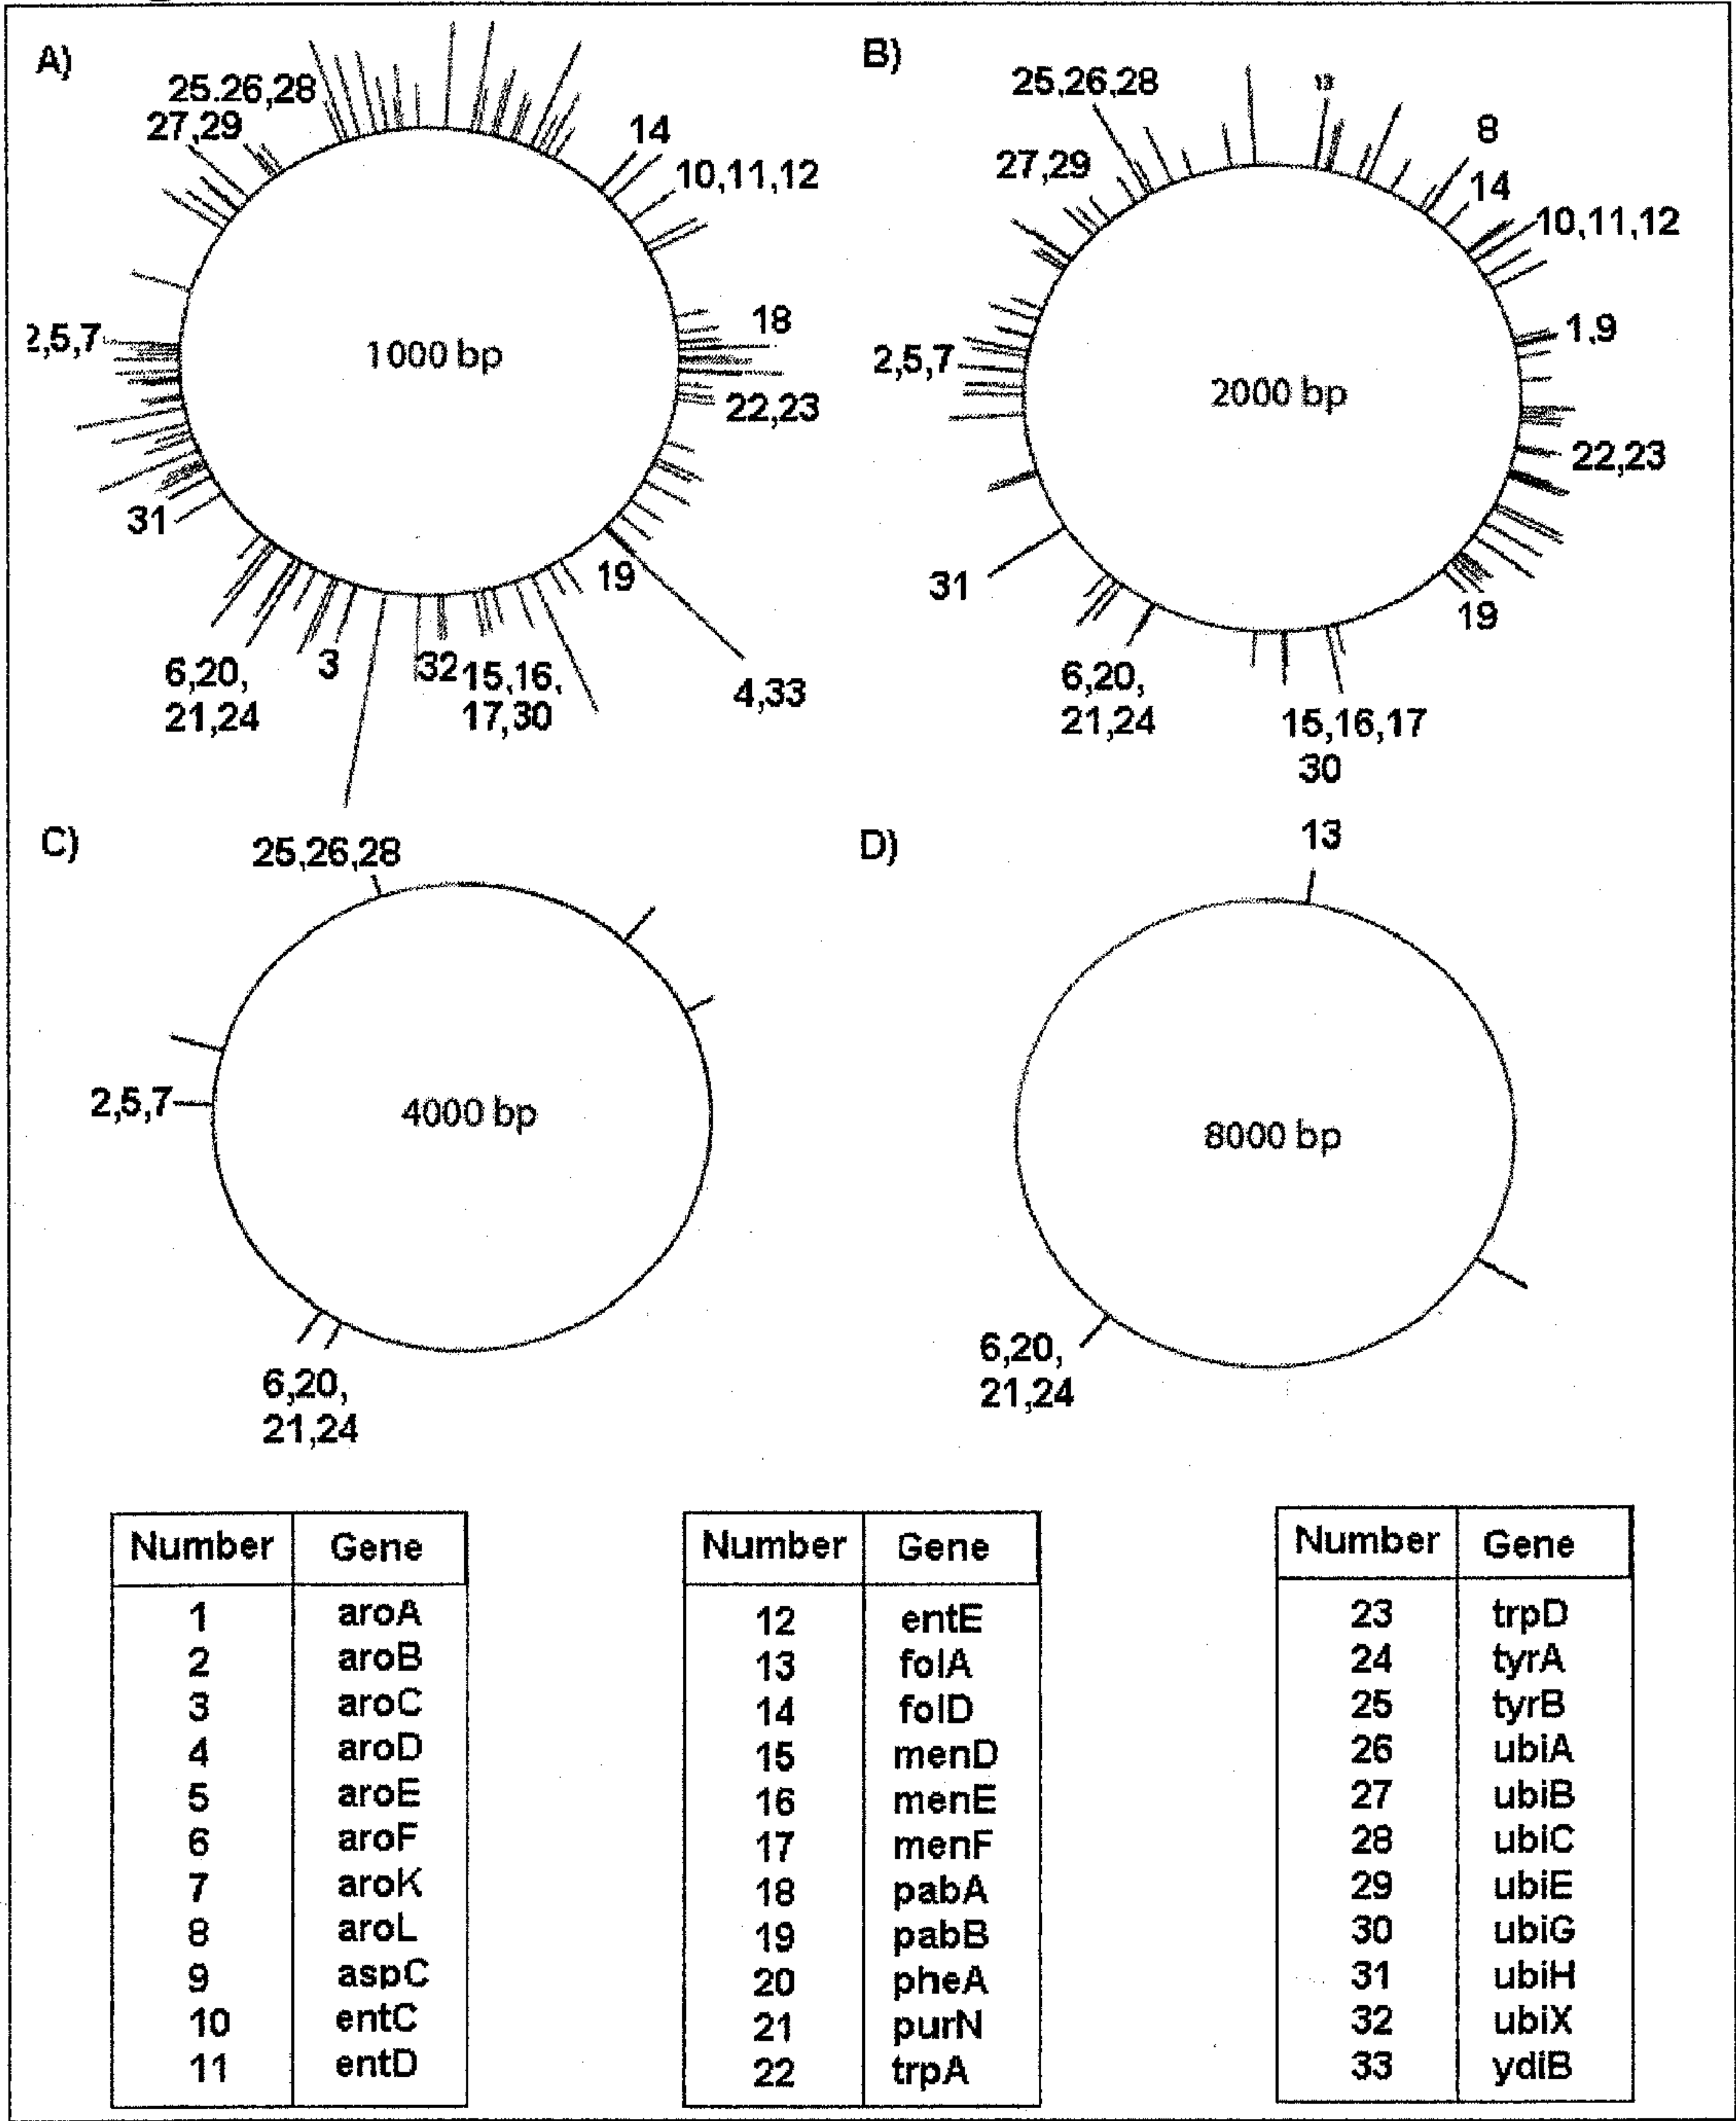 A)
25.26,28
27,29
14
10,11,12
18
2,5,7
1000 bp
22,23
31
19
6,20,
21,24
3
32
15,16,
17,30
4,33
B)
25,26,28
13
8
27,29
14
10,11,12
1,9
2,5,7
2000 bp
22,23
31
19
6,20,
21,24
15,16,17
30
C)
25,26,28
2,5,7
4000 bp
6,20,
21,24
D)
13
8000 bp
6,20,
21,24
Number Gene
1 aroA
2 aroB
3 aroC
4 aroD
5 aroE
6 aroF
7 aroK
8 aroL
9 aspC
10 entC
11 entD
Number Gene
12 entE
13 folA
14 folD
15 menD
16 menE
17 menF
18 pabA
19 pabB
20 pheA
21 purN
22 trpA
Number Gene
23 trpD
24 tyrA
25 tyrB
26 ubiA
27 ubiB
28 ubiC
29 ubiE
30 ubiG
31 ubiH
32 ubiX
33 ydiB